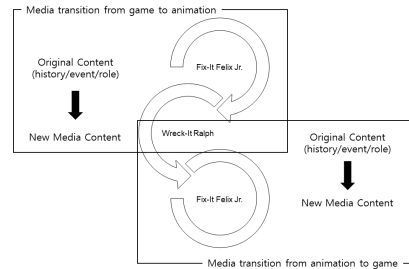 Media transition from game to animation
Original Content
(history/event/role)
Fix-It Felix Jr.
New Media Content
Wreck-It Ralph
Original Content
(history/event/role)
Fix-It Felix Jr.
New Media Content
Media transition from animation to game